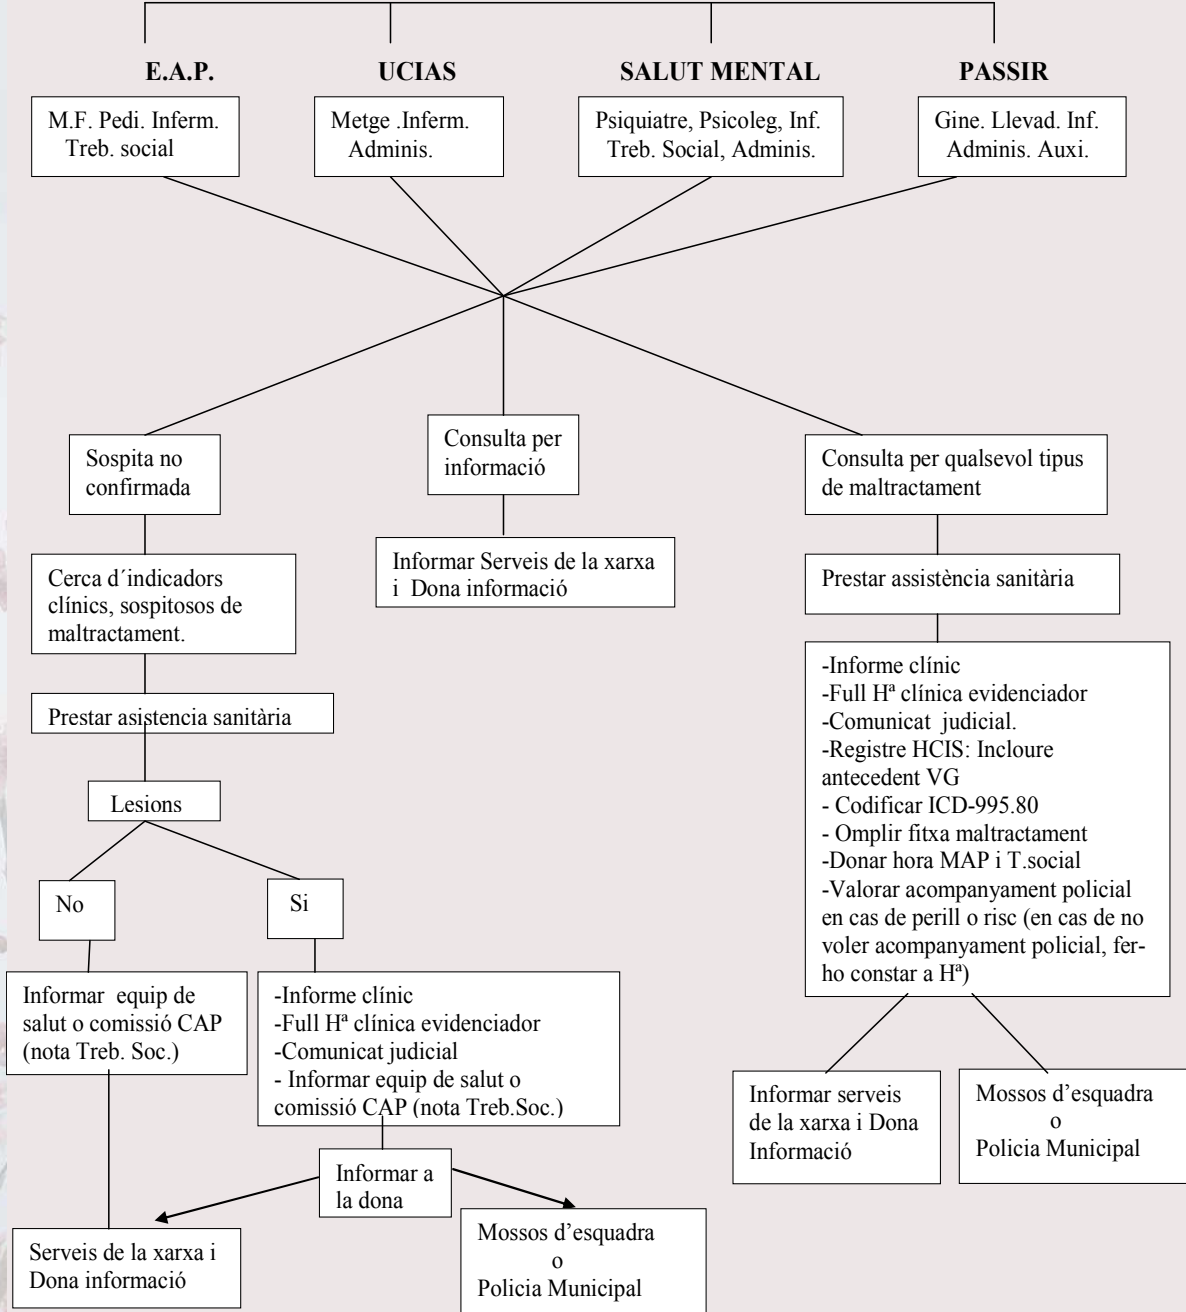 E.A.P.
UCIAS
SALUT MENTAL
PASSIR
M.F. Pedi. Inferm.
Treb. social
Metge .Inferm.
Adminis.
Psiquiatre, Psicoleg, Inf.
Treb. Social, Adminis.
Gine. Llevad. Inf.
Adminis. Auxi.
Sospita no
confirmada
Consulta per
informació
Consulta per qualsevol tipus
de maltractament
Cerca d´indicadors
clínics, sospitosos de
maltractament.
Informar Serveis de la xarxa
i Dona informació
Prestar assistència sanitària
Prestar asistencia sanitària
-Informe clínic
-Full Hª clínica evidenciador
-Comunicat judicial.
-Registre HCIS: Incloure
antecedent VG
- Codificar ICD-995.80
- Omplir fitxa maltractament
-Donar hora MAP i T.social
-Valorar acompanyament policial
en cas de perill o risc (en cas de no
voler acompanyament policial, fer-
ho constar a Hª)
Lesions
No
Si
Informar equip de
salut o comissió CAP
(nota Treb. Soc.)
-Informe clínic
-Full Hª clínica evidenciador
-Comunicat judicial
- Informar equip de salut o
comissió CAP (nota Treb.Soc.)
Informar serveis
de la xarxa i Dona
Informació
Mossos d'esquadra
o
Policia Municipal
Informar a
la dona
Serveis de la xarxa i
Dona informació
Mossos d'esquadra
o
Policia Municipal